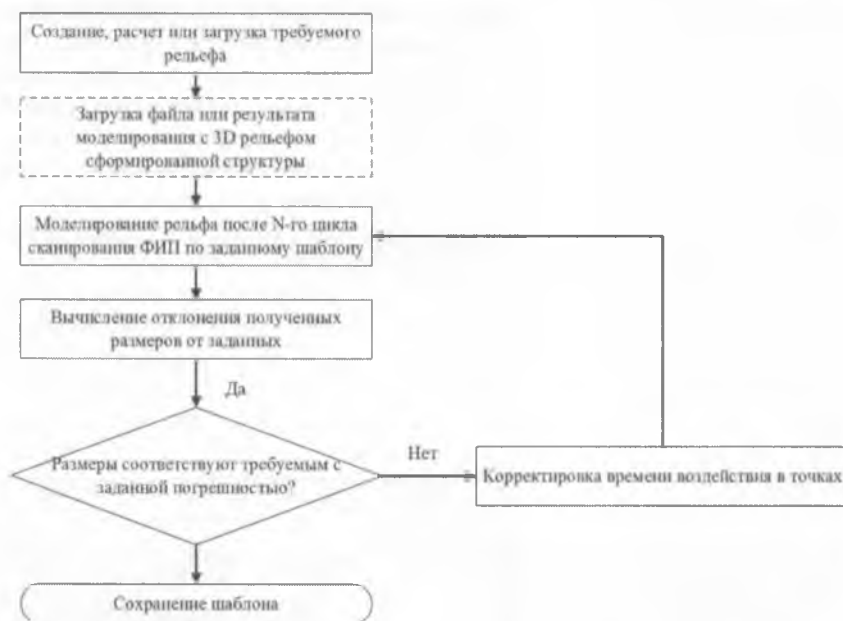 Создание, расчет или загрузка требуемого
рельефа
Загрузка файла или результата
моделирования с 3D рельефом
сформированной структуры
Моделирование рельфа после N-го цикла
сканирования ФИП по заданному шаблону
Вычисление отклонения полученных
размеров от заданных
Да
Размеры соответствуют требуемым с
заданной погрешностью?
Нет
Корректировка времени воздействия в точках
Сохранение шаблона